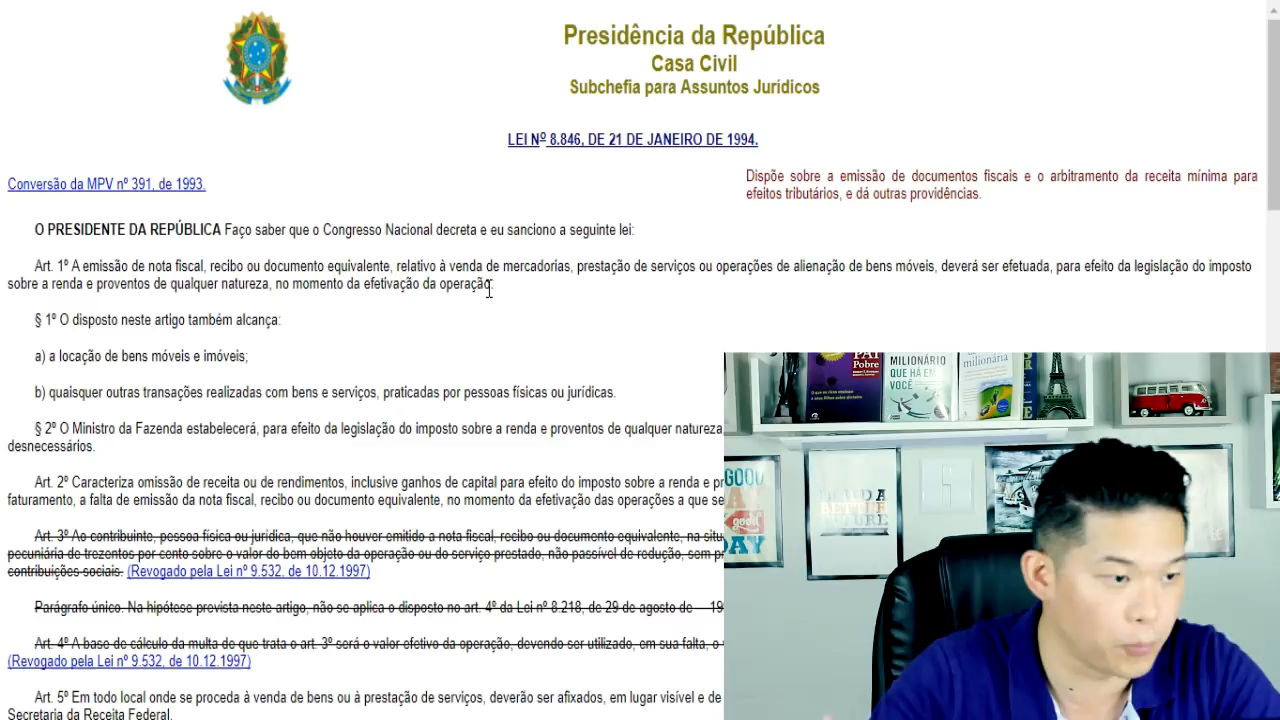 Presidência da República
Casa Civil
Subchefia para Assuntos Jurídicos
LEI Nº 8.846, DE 21 DE JANEIRO DE 1994.
Conversão da MPV nº 391, de 1993.
Dispõe sobre a emissão de documentos fiscais e o arbitramento da receita mínima para
efeitos tributários, e dá outras providências.
O PRESIDENTE DA REPÚBLICA Faço saber que o Congresso Nacional decreta e eu sanciono a seguinte lei:
Art. 1º A emissão de nota fiscal, recibo ou documento equivalente, relativo à venda de mercadorias, prestação de serviços ou operações de alienação de bens móveis, deverá ser efetuada, para efeito da legislação do imposto
sobre a renda e proventos de qualquer natureza, no momento da efetivação da operação.
§ 1º O disposto neste artigo também alcança:
a) a locação de bens móveis e imóveis;
b) quaisquer outras transações realizadas com bens e serviços, praticadas por pessoas físicas ou jurídicas.
§ 2º O Ministro da Fazenda estabelecerá, para efeito da legislação do imposto sobre a renda e proventos de qualquer natureza,
desnecessários.
Art. 2º Caracteriza omissão de receita ou de rendimentos, inclusive ganhos de capital para efeito do imposto sobre a renda e
faturamento, a falta de emissão da nota fiscal, recibo ou documento equivalente, no momento da efetivação das operações a que se
Art. 3º Ao contribuinte, pessoa física ou jurídica, que não houver emitido a nota fiscal, recibo ou documento equivalente, na
pecuniária de trezentos por cento sobre o valor do bem objeto da operação ou do serviço prestado, não passível de redução, sem
contribuições sociais. (Revogado pela Lei nº 9.532, de 10.12.1997)
Parágrafo único. Na hipótese prevista neste artigo, não se aplica o disposto no art. 4º da Lei nº 8.218, de 29 de agosto de
Art. 4º A base de cálculo da multa de que trata o art. 3º será o valor efetivo da operação, devendo ser utilizado, em sua falta, o
(Revogado pela Lei nº 9.532, de 10.12.1997)
Art. 5º Em todo local onde se proceda à venda de bens ou à prestação de serviços, deverão ser afixados, em lugar visível e de
Secretaria da Receita Federal.
PAI
Pobre
MILIONÁRIO
QUE HÁ EM
VOCÊ
milionária
GOOD
DAY
good
DAY
BETTER
FUTURE